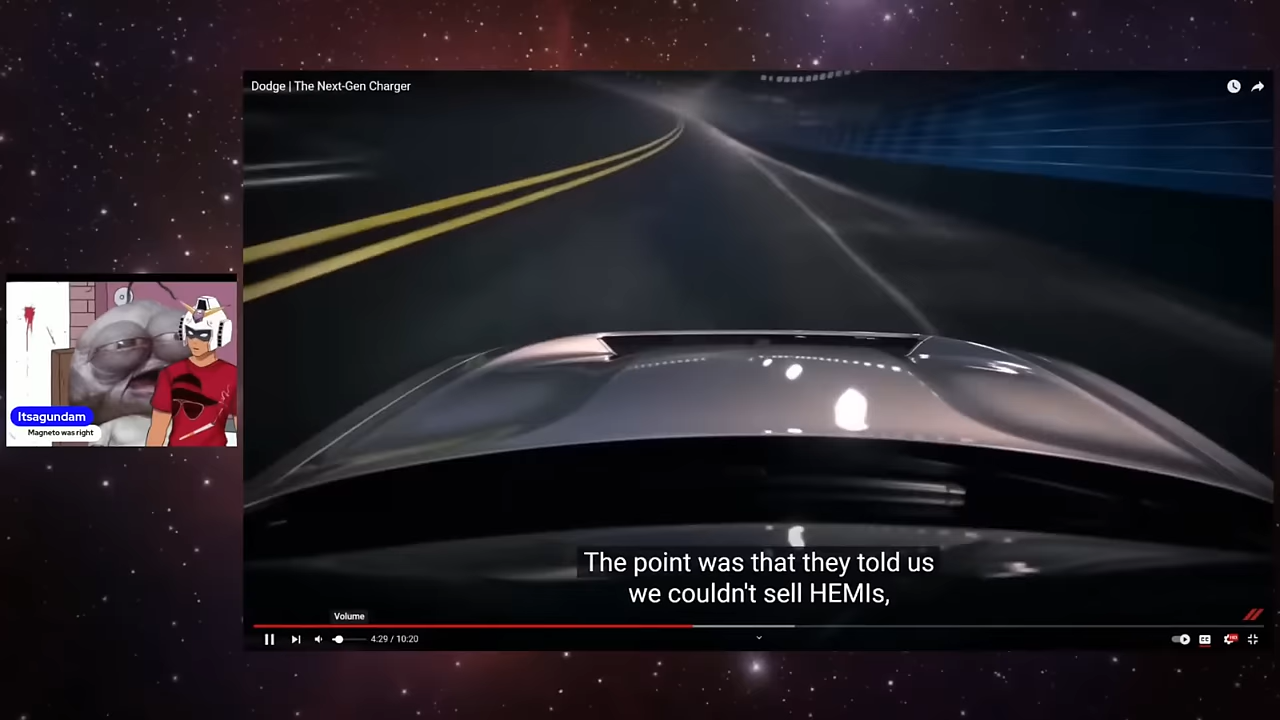 Dodge | The Next-Gen Charger
Itsagundam
Magneto was right
The point was that they told us
we couldn't sell HEMIs,
Volume
4:29 / 10:20